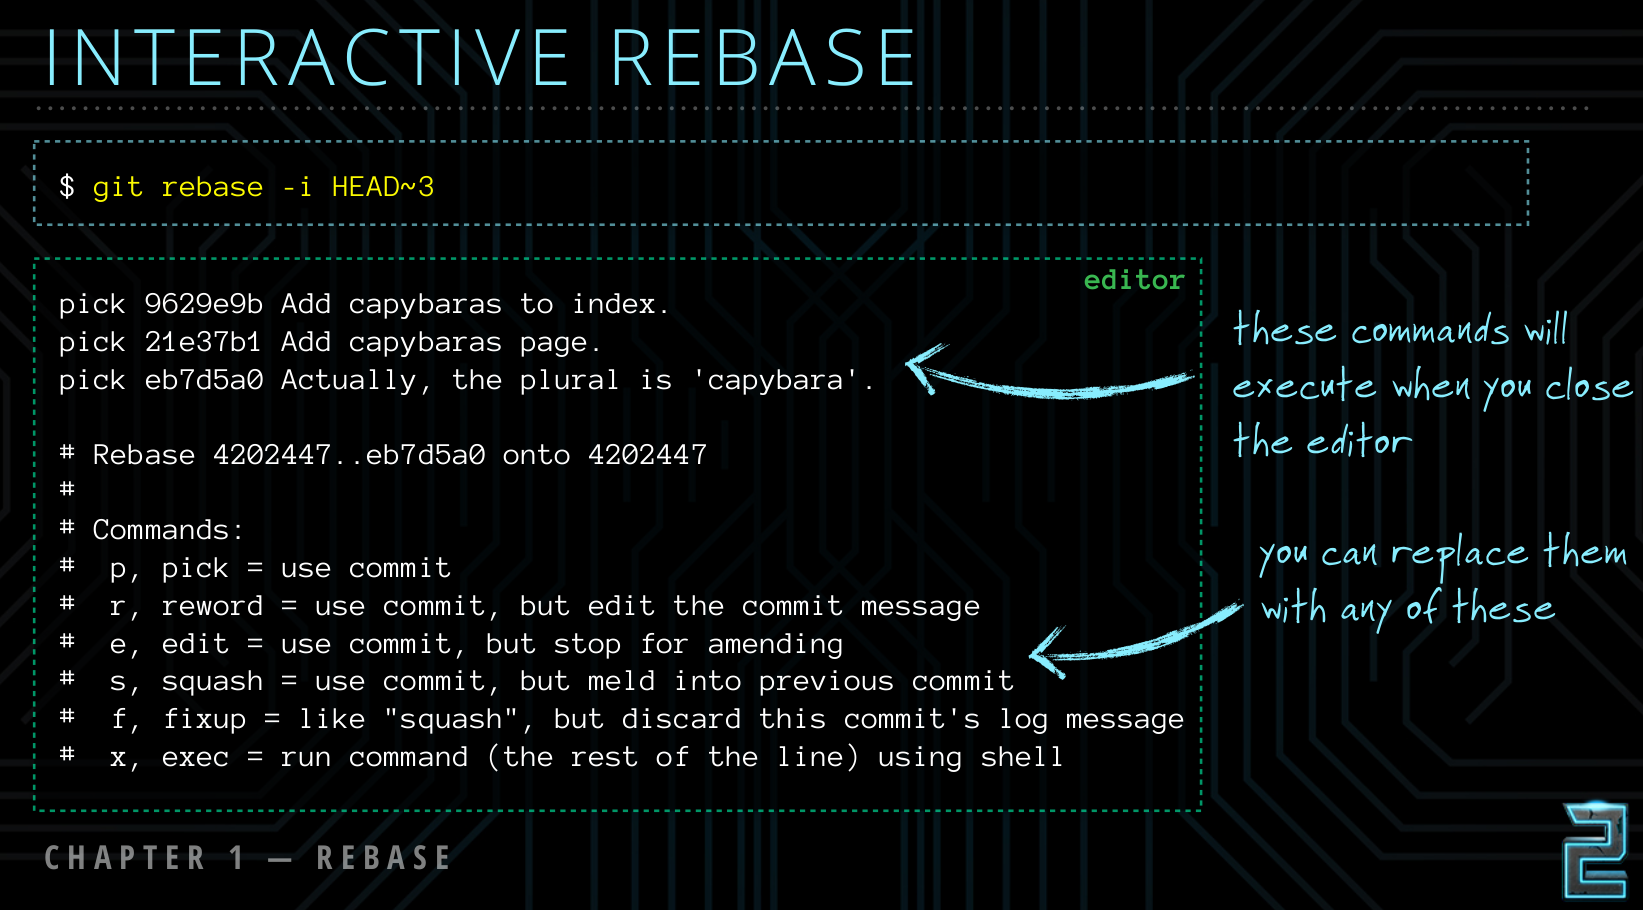 INTERACTIVE REBASE
$ git rebase -i HEAD~3
editor
pick 9629e9b Add capybaras to index.
pick 21e37b1 Add capybaras page.
pick eb7d5a0 Actually, the plural is 'capybara'.
# Rebase 4202447..eb7d5a0 onto 4202447
#
# Commands:
#  p, pick = use commit
#  r, reword = use commit, but edit the commit message
#  e, edit = use commit, but stop for amending
#  s, squash = use commit, but meld into previous commit
#  f, fixup = like "squash", but discard this commit's log message
#  x, exec = run command (the rest of the line) using shell
these commands will
execute when you close
the editor
you can replace them
with any of these
CHAPTER 1 — REBASE
2